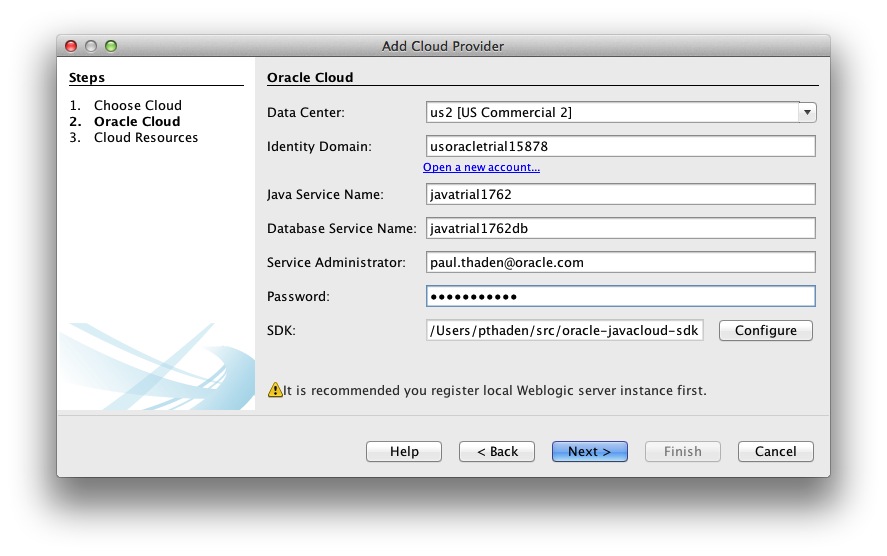 Add Cloud Provider
Steps
1. Choose Cloud
2. Oracle Cloud
3. Cloud Resources
Oracle Cloud
Data Center: us2 [US Commercial 2]
Identity Domain: usoracletrial15878
Open a new account...
Java Service Name: javatrial1762
Database Service Name: javatrial1762db
Service Administrator: paul.thaden@oracle.com
Password: •••••••••••
SDK: /Users/pthaden/src/oracle-javacloud-sdk Configure
It is recommended you register local Weblogic server instance first.
Help < Back Next > Finish Cancel